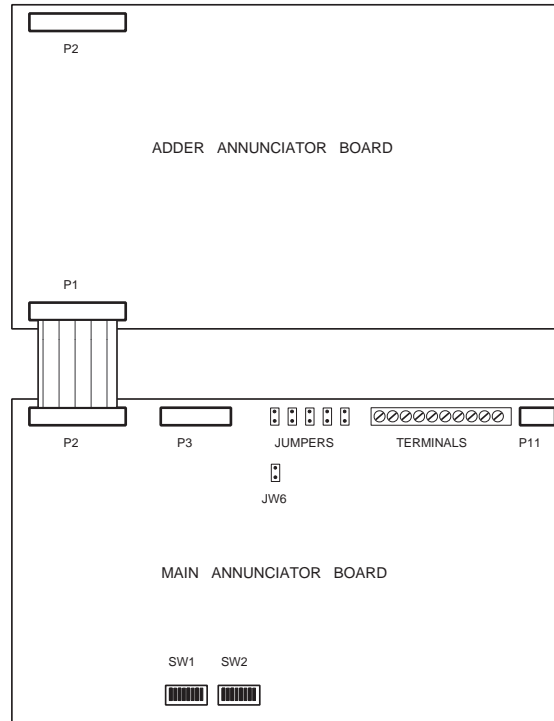 P2
ADDER ANNUNCIATOR BOARD
P1
P2 P3 JUMPERS TERMINALS P11
JW6
MAIN ANNUNCIATOR BOARD
SW1 SW2